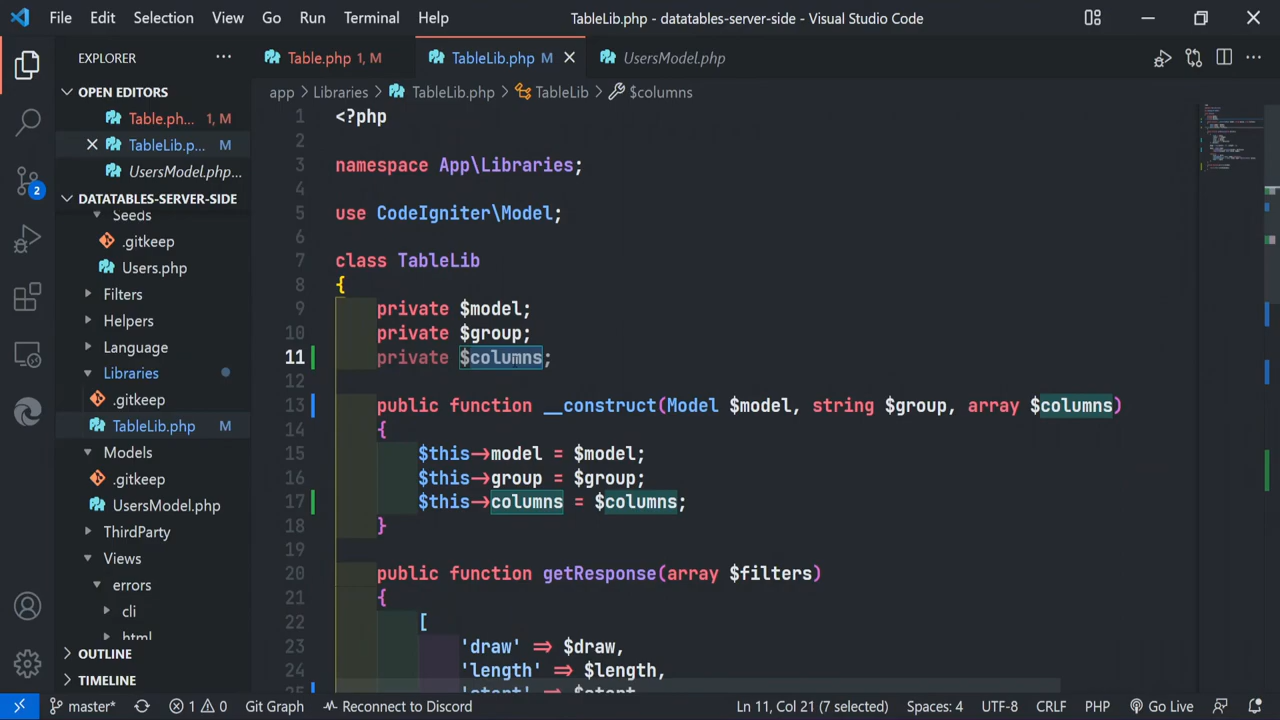 File Edit Selection View Go Run Terminal Help TableLib.php - datatables-server-side - Visual Studio Code
EXPLORER
Table.php 1, M
TableLib.php M
UsersModel.php
OPEN EDITORS
Table.ph... 1, M
TableLib.p... M
UsersModel.php...
DATATABLES-SERVER-SIDE
Seeds
.gitkeep
Users.php
Filters
Helpers
Language
Libraries
.gitkeep
TableLib.php M
Models
.gitkeep
UsersModel.php
ThirdParty
Views
errors
cli
html
OUTLINE
TIMELINE
2
app > Libraries > TableLib.php > TableLib > $columns
1 <?php
2
3 namespace App\Libraries;
4
5 use CodeIgniter\Model;
6
7 class TableLib
8 {
9 private $model;
10 private $group;
11 private $columns;
12
13 public function __construct(Model $model, string $group, array $columns)
14 {
15 $this->model = $model;
16 $this->group = $group;
17 $this->columns = $columns;
18 }
19
20 public function getResponse(array $filters)
21 {
22 [
23 'draw' => $draw,
24 'length' => $length,
25 'start' => $start
master* 1 0 Git Graph Reconnect to Discord Ln 11, Col 21 (7 selected) Spaces: 4 UTF-8 CRLF PHP Go Live